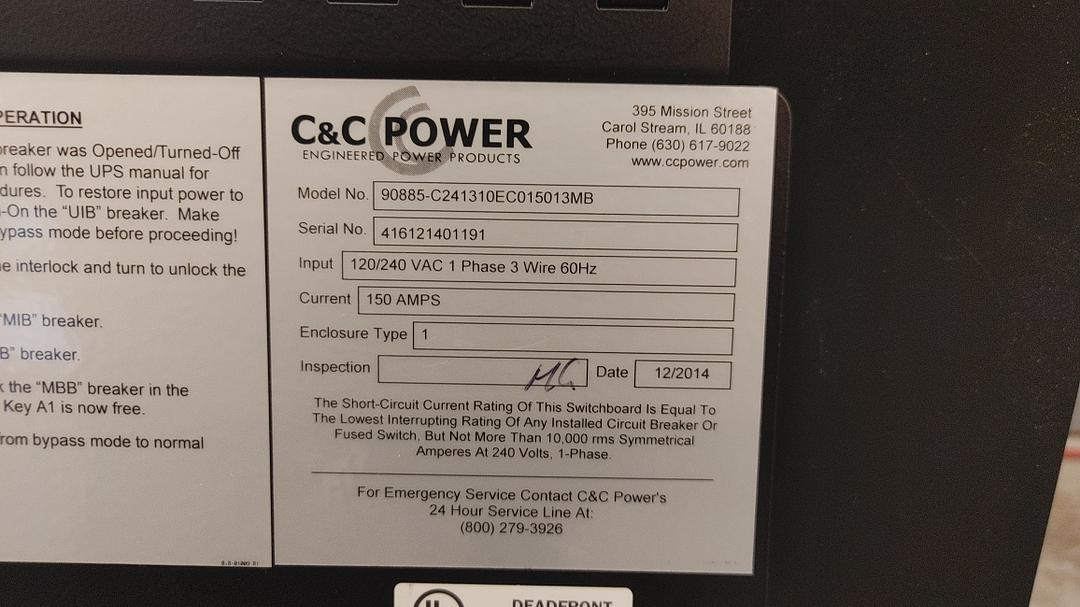 PERATION
breaker was Opened/Turned-Off
n follow the UPS manual for
dures. To restore input power to
-On the "UIB" breaker. Make
ypass mode before proceeding!
e interlock and turn to unlock the
"MIB" breaker.
B" breaker.
k the "MBB" breaker in the
Key A1 is now free.
rom bypass mode to normal
C&C POWER
ENGINEERED POWER PRODUCTS
395 Mission Street
Carol Stream, IL 60188
Phone (630) 617-9022
www.ccpower.com
Model No. 90885-C241310EC015013MB
Serial No. 416121401191
Input 120/240 VAC 1 Phase 3 Wire 60Hz
Current 150 AMPS
Enclosure Type 1
Inspection MG Date 12/2014
The Short-Circuit Current Rating Of This Switchboard Is Equal To
The Lowest Interrupting Rating Of Any Installed Circuit Breaker Or
Fused Switch, But Not More Than 10,000 rms Symmetrical
Amperes At 240 Volts, 1-Phase.
For Emergency Service Contact C&C Power's
24 Hour Service Line At:
(800) 279-3926
UL
DEADFRONT